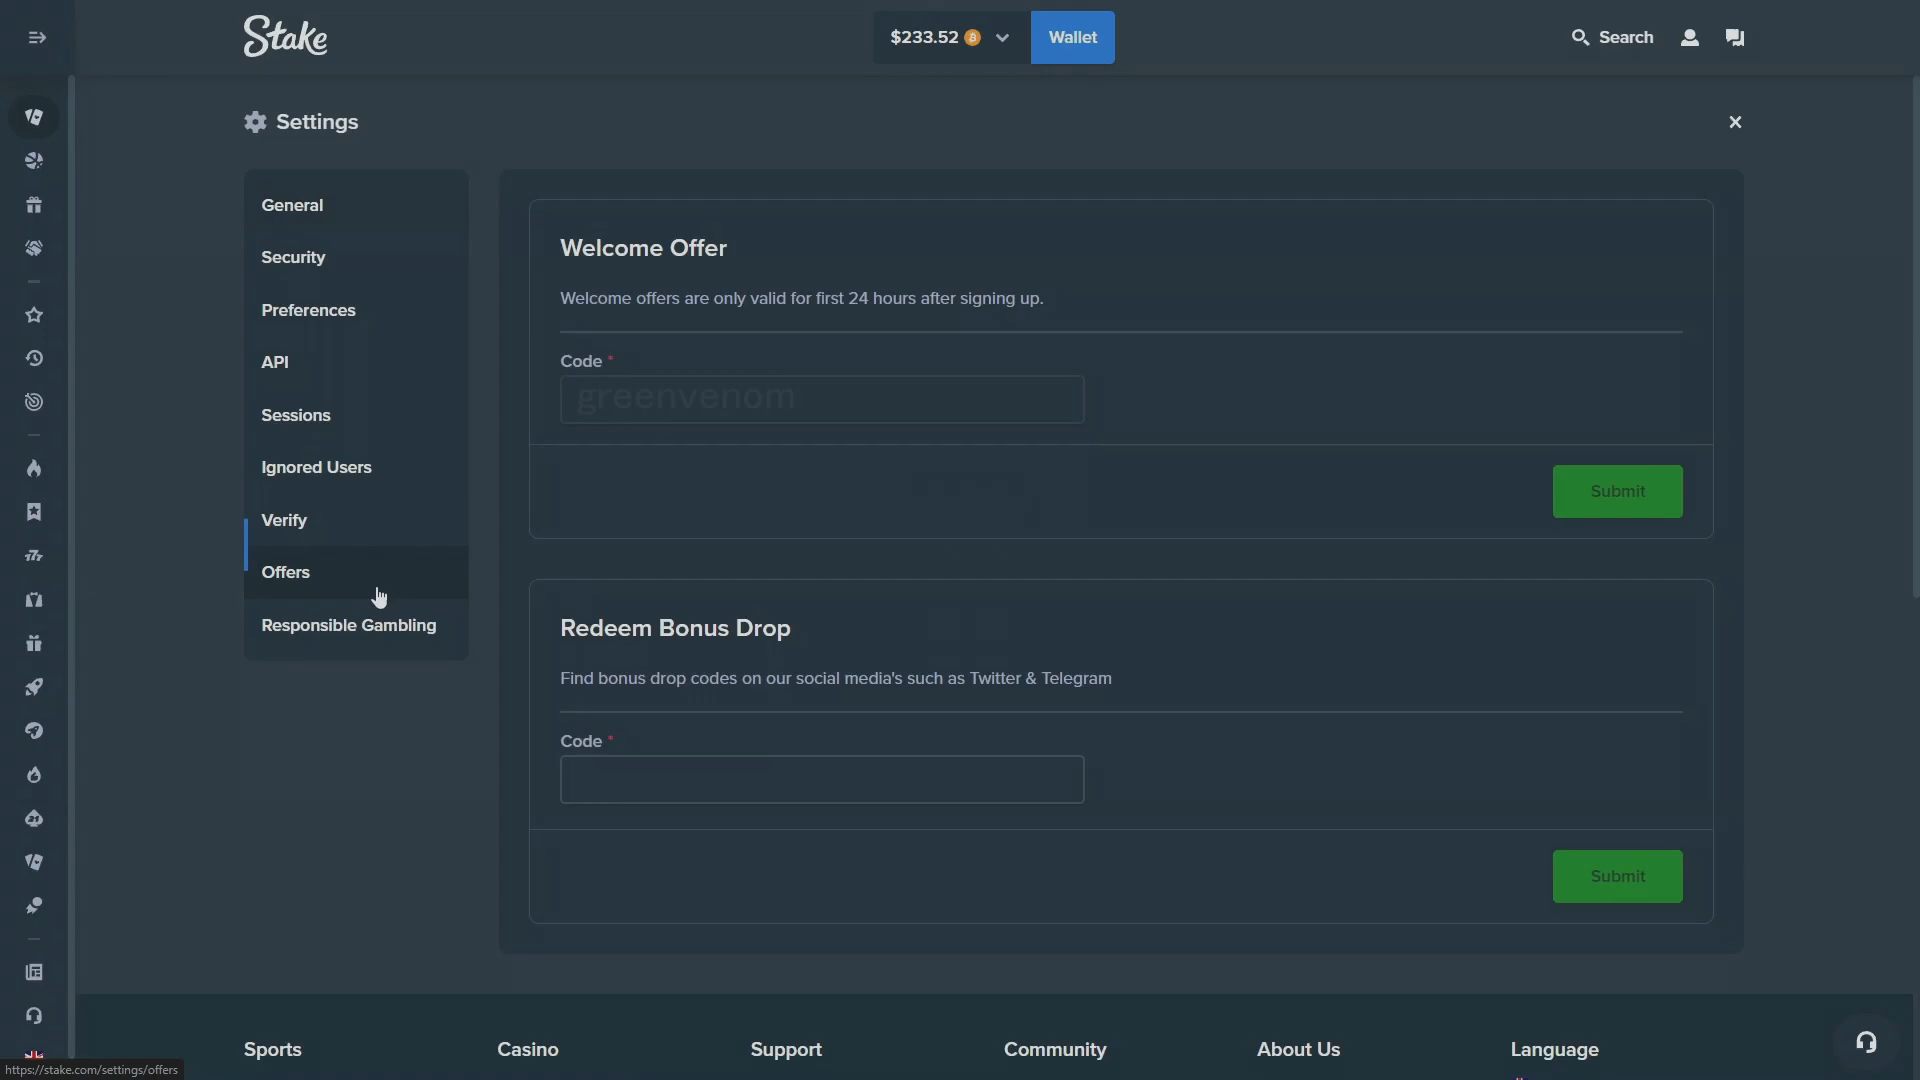 Stake
$233.52
Wallet
Search
Settings
General
Security
Preferences
API
Sessions
Ignored Users
Verify
Offers
Responsible Gambling
Welcome Offer
Welcome offers are only valid for first 24 hours after signing up.
Code *
greenvenom
Submit
Redeem Bonus Drop
Find bonus drop codes on our social media's such as Twitter & Telegram
Code *
Submit
Sports
Casino
Support
Community
About Us
Language
https://stake.com/settings/offers